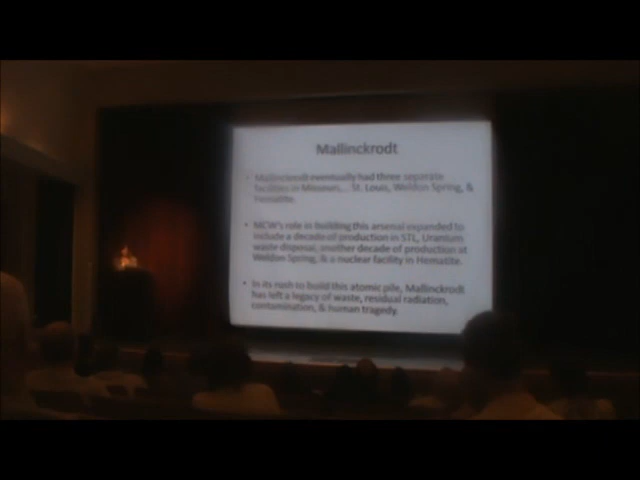 Mallinckrodt
• Mallinckrodt eventually had three separate
facilities in Missouri... St. Louis, Weldon Spring, &
Hematite.
• MCW's role in building this arsenal expanded to
include a decade of production in STL, Uranium
waste disposal, another decade of production at
Weldon Spring, & a nuclear facility in Hematite.
• In its rush to build this atomic pile, Mallinckrodt
has left a legacy of waste, residual radiation,
contamination, & human tragedy.